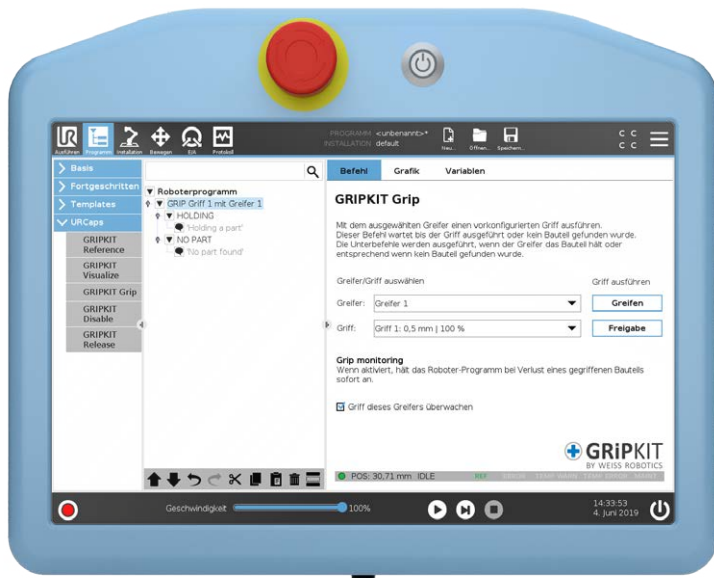 PROGRAMM <unbenannt>*
INSTALLATION default
Ausführen Programm Installation Bewegen E/A Protokoll
Neu... Öffnen... Speichern...
C C
C C
Basis
Fortgeschritten
Templates
URCaps
GRIPKIT
Reference
GRIPKIT
Visualize
GRIPKIT Grip
GRIPKIT
Disable
GRIPKIT
Release
Roboterprogramm
GRIP Griff 1 mit Greifer 1
HOLDING
'Holding a part'
NO PART
'No part found'
Befehl Grafik Variablen
GRIPKIT Grip
Mit dem ausgewählten Greifer einen vorkonfigurierten Griff ausführen.
Dieser Befehl wartet bis der Griff ausgeführt oder kein Bauteil gefunden wurde.
Die Unterbefehle werden ausgeführt, wenn der Greifer das Bauteil hält oder
entsprechend wenn kein Bauteil gefunden wurde.
Greifer/Griff auswählen Griff ausführen
Greifer: Greifer 1 Greifen
Griff: Griff 1: 0,5 mm | 100 % Freigabe
Grip monitoring
Wenn aktiviert, hält das Roboter-Programm bei Verlust eines gegriffenen Bauteils
sofort an.
Griff dieses Greifers überwachen
GRiPKIT
BY WEISS ROBOTICS
POS: 30,71 mm IDLE REF ERROR TEMP WARN TEMP ERROR MAINT
Geschwindigkeit 100%
14:33:53
4. Juni 2019